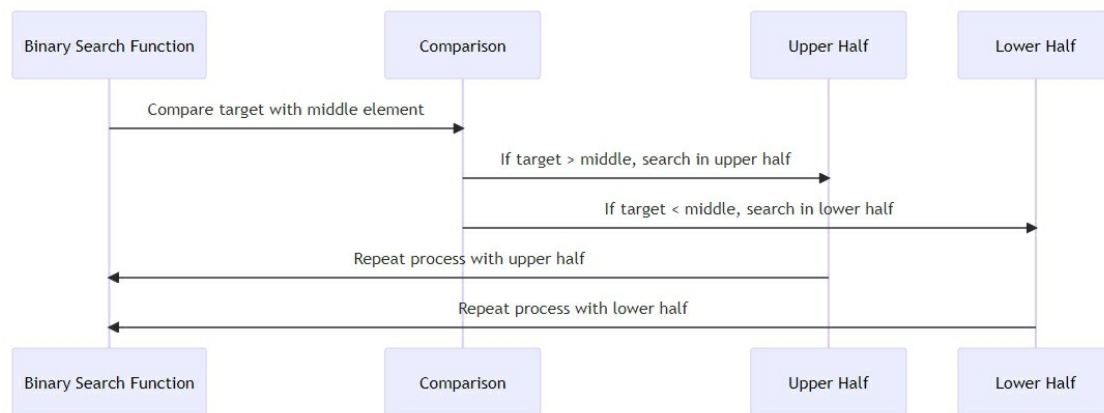 Binary Search Function
Comparison
Upper Half
Lower Half
Compare target with middle element
If target > middle, search in upper half
If target < middle, search in lower half
Repeat process with upper half
Repeat process with lower half
Binary Search Function
Comparison
Upper Half
Lower Half